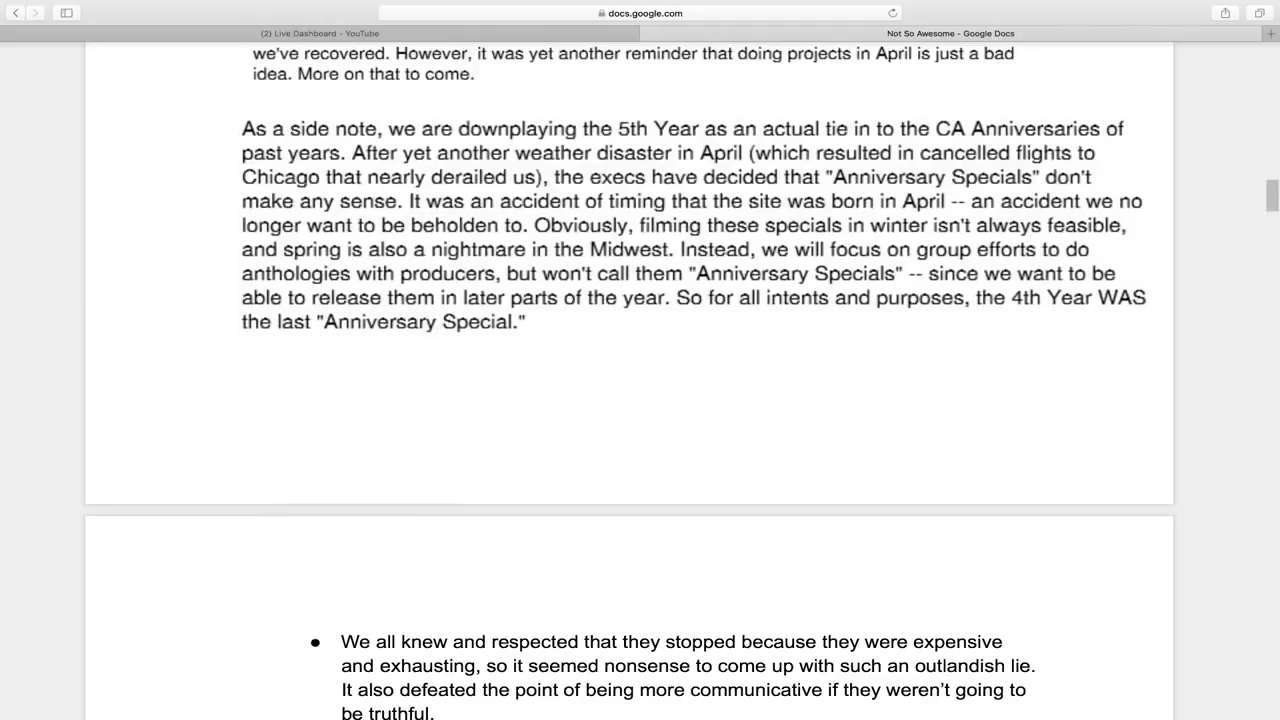 docs.google.com
(2) Live Dashboard - YouTube
Not So Awesome - Google Docs
we've recovered. However, it was yet another reminder that doing projects in April is just a bad
idea. More on that to come.
As a side note, we are downplaying the 5th Year as an actual tie in to the CA Anniversaries of
past years. After yet another weather disaster in April (which resulted in cancelled flights to
Chicago that nearly derailed us), the execs have decided that "Anniversary Specials" don't
make any sense. It was an accident of timing that the site was born in April -- an accident we no
longer want to be beholden to. Obviously, filming these specials in winter isn't always feasible,
and spring is also a nightmare in the Midwest. Instead, we will focus on group efforts to do
anthologies with producers, but won't call them "Anniversary Specials" -- since we want to be
able to release them in later parts of the year. So for all intents and purposes, the 4th Year WAS
the last "Anniversary Special."
● We all knew and respected that they stopped because they were expensive
and exhausting, so it seemed nonsense to come up with such an outlandish lie.
It also defeated the point of being more communicative if they weren't going to
be truthful.